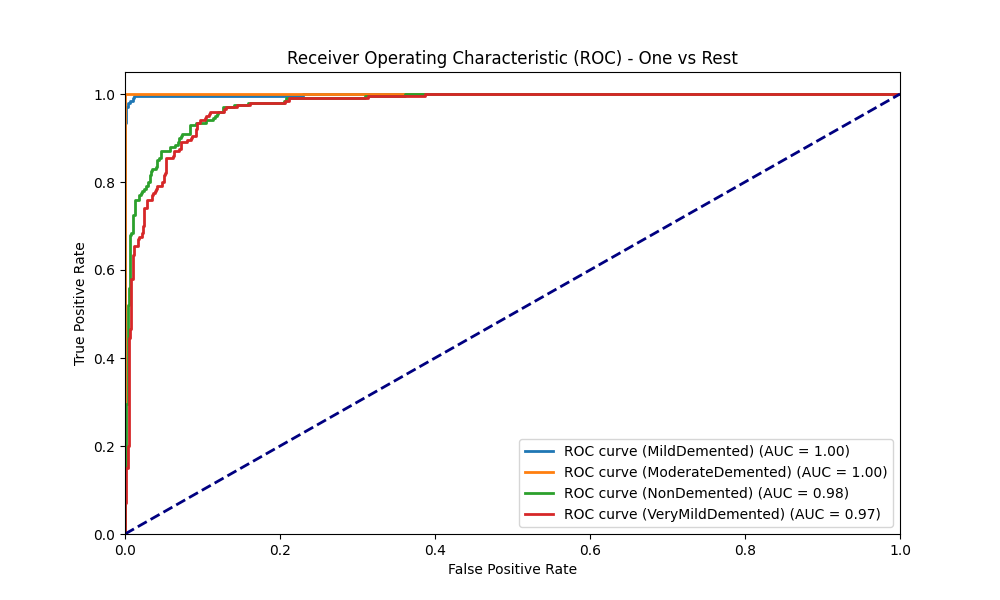 Receiver Operating Characteristic (ROC) - One vs Rest
1.0
0.8
0.6
0.4
0.2
0.0
True Positive Rate
ROC curve (MildDemented) (AUC = 1.00)
ROC curve (ModerateDemented) (AUC = 1.00)
ROC curve (NonDemented) (AUC = 0.98)
ROC curve (VeryMildDemented) (AUC = 0.97)
0.0 0.2 0.4 0.6 0.8 1.0
False Positive Rate